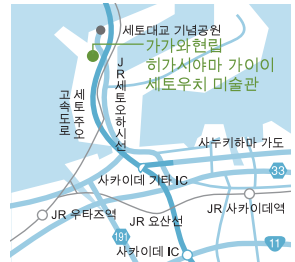 세토대교 기념공원
가가와현립
히가시야마 가이이
세토우치 미술관
JR 세토오하시선
세토 주오
고속도로
사누키하마 가도
33
사카이데 기타 IC
JR 사카이데역
JR 우타즈역
JR 요산선
191
사카이데 IC
11